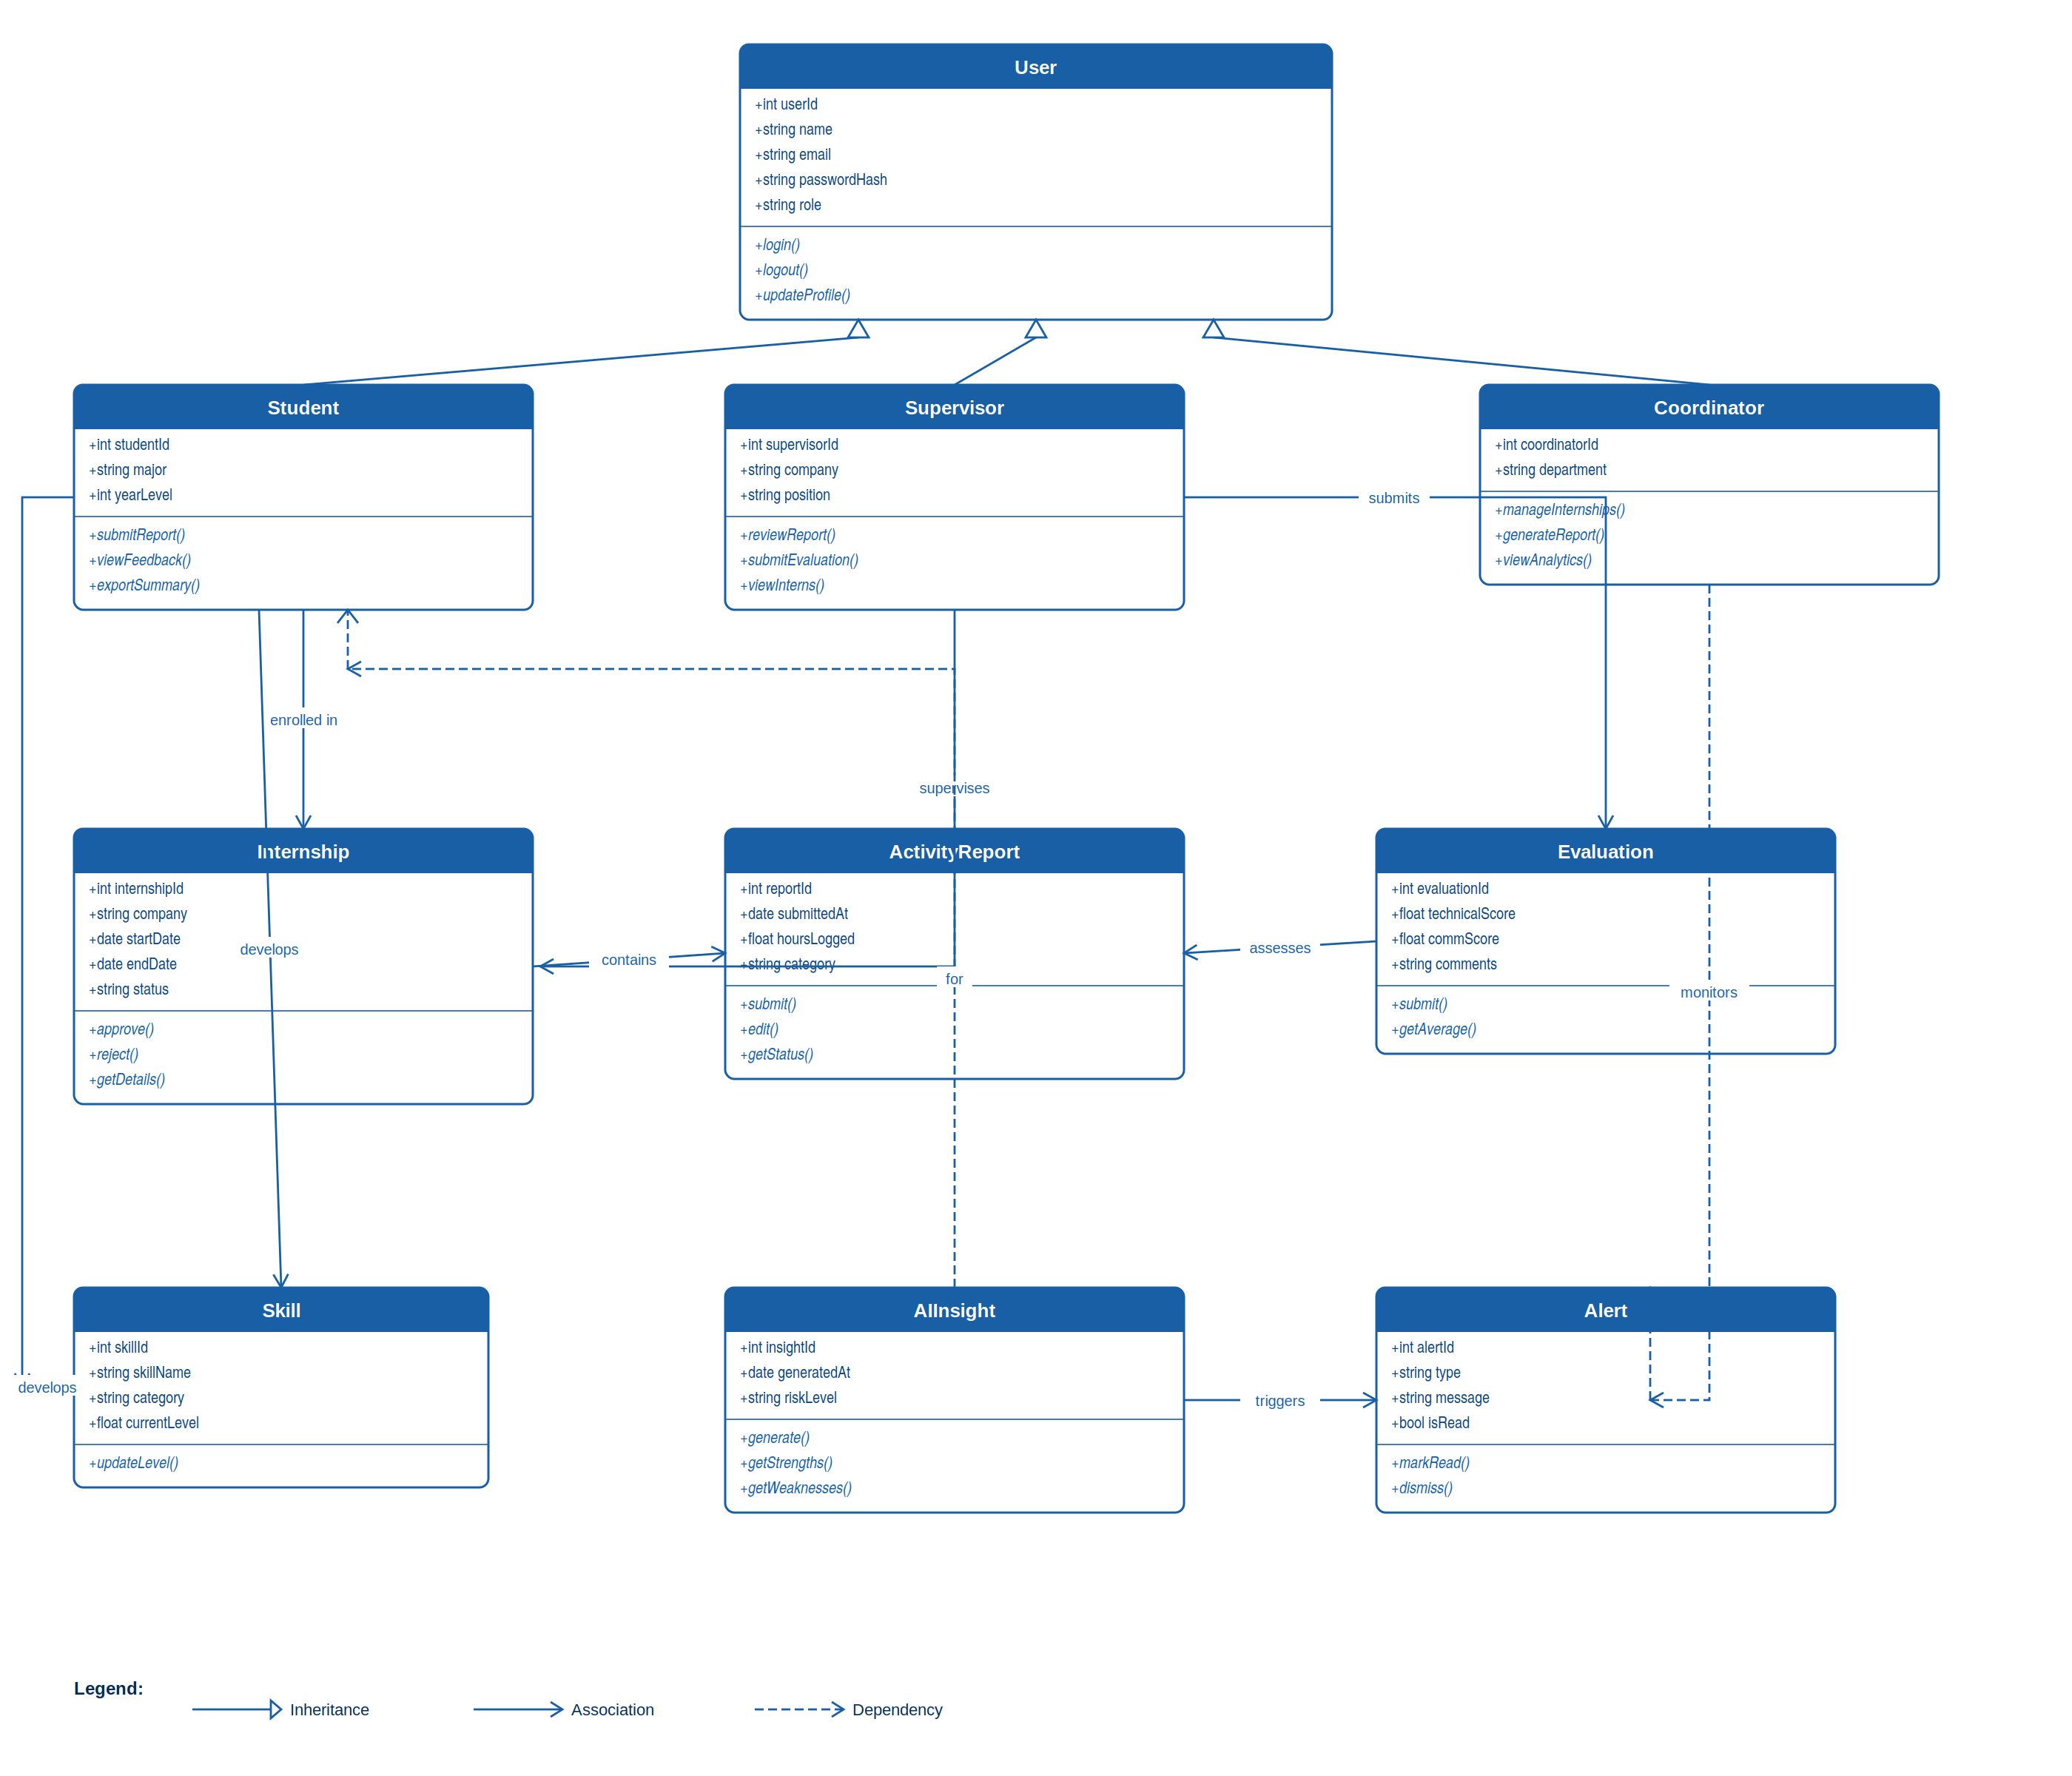 User
+int userId
+string name
+string email
+string passwordHash
+string role
+login()
+logout()
+updateProfile()
Student
+int studentId
+string major
+int yearLevel
+submitReport()
+viewFeedback()
+exportSummary()
Supervisor
+int supervisorId
+string company
+string position
+reviewReport()
+submitEvaluation()
+viewInterns()
submits
Coordinator
+int coordinatorId
+string department
+manageInternships()
+generateReport()
+viewAnalytics()
enrolled in
supervises
Internship
+int internshipId
+string company
+date startDate
+date endDate
+string status
+approve()
+reject()
+getDetails()
develops
contains
ActivityReport
+int reportId
+date submittedAt
+float hoursLogged
+string category
for
+submit()
+edit()
+getStatus()
assesses
Evaluation
+int evaluationId
+float technicalScore
+float commScore
+string comments
monitors
+submit()
+getAverage()
Skill
+int skillId
+string skillName
+string category
+float currentLevel
+updateLevel()
develops
AIInsight
+int insightId
+date generatedAt
+string riskLevel
+generate()
+getStrengths()
+getWeaknesses()
triggers
Alert
+int alertId
+string type
+string message
+bool isRead
+markRead()
+dismiss()
Legend:
Inheritance
Association
Dependency